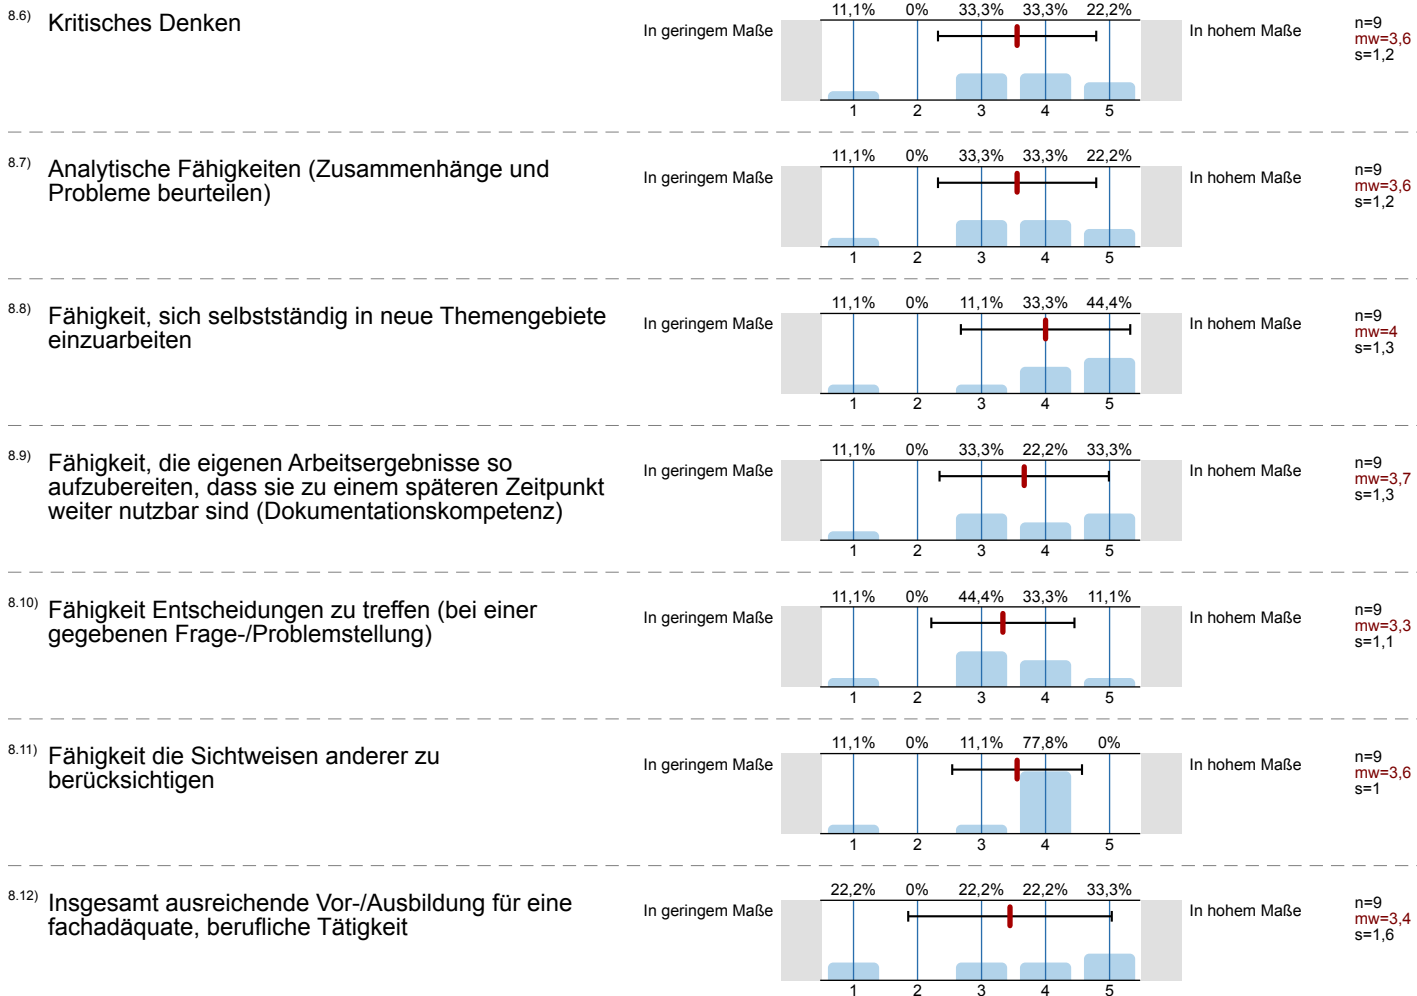 8.6) Kritisches Denken
In geringem Maße
11,1% 0% 33,3% 33,3% 22,2%
1 2 3 4 5
In hohem Maße
n=9
mw=3,6
s=1,2
8.7) Analytische Fähigkeiten (Zusammenhänge und
Probleme beurteilen)
In geringem Maße
11,1% 0% 33,3% 33,3% 22,2%
1 2 3 4 5
In hohem Maße
n=9
mw=3,6
s=1,2
8.8) Fähigkeit, sich selbstständig in neue Themengebiete
einzuarbeiten
In geringem Maße
11,1% 0% 11,1% 33,3% 44,4%
1 2 3 4 5
In hohem Maße
n=9
mw=4
s=1,3
8.9) Fähigkeit, die eigenen Arbeitsergebnisse so
aufzubereiten, dass sie zu einem späteren Zeitpunkt
weiter nutzbar sind (Dokumentationskompetenz)
In geringem Maße
11,1% 0% 33,3% 22,2% 33,3%
1 2 3 4 5
In hohem Maße
n=9
mw=3,7
s=1,3
8.10) Fähigkeit Entscheidungen zu treffen (bei einer
gegebenen Frage-/Problemstellung)
In geringem Maße
11,1% 0% 44,4% 33,3% 11,1%
1 2 3 4 5
In hohem Maße
n=9
mw=3,3
s=1,1
8.11) Fähigkeit die Sichtweisen anderer zu
berücksichtigen
In geringem Maße
11,1% 0% 11,1% 77,8% 0%
1 2 3 4 5
In hohem Maße
n=9
mw=3,6
s=1
8.12) Insgesamt ausreichende Vor-/Ausbildung für eine
fachadäquate, berufliche Tätigkeit
In geringem Maße
22,2% 0% 22,2% 22,2% 33,3%
1 2 3 4 5
In hohem Maße
n=9
mw=3,4
s=1,6